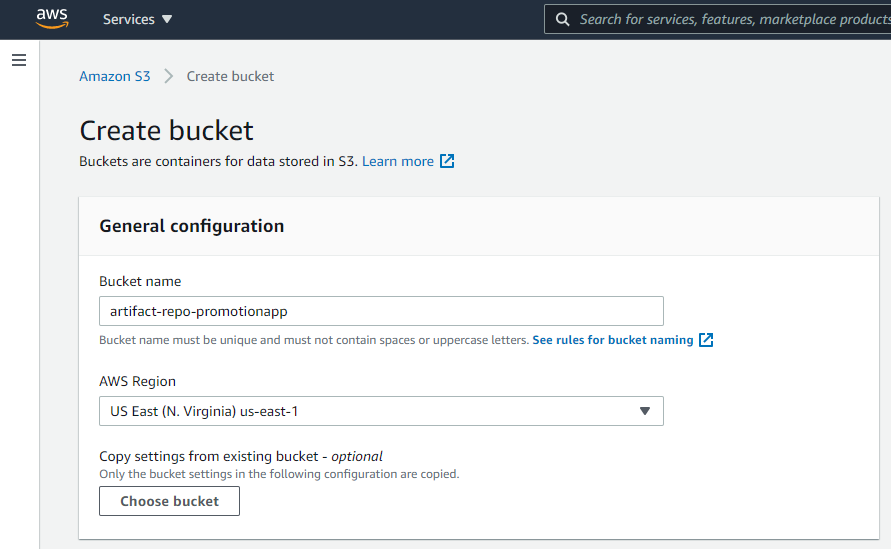 aws Services Search for services, features, marketplace products
Amazon S3 Create bucket
Create bucket
Buckets are containers for data stored in S3. Learn more
General configuration
Bucket name
artifact-repo-promotionapp
Bucket name must be unique and must not contain spaces or uppercase letters. See rules for bucket naming
AWS Region
US East (N. Virginia) us-east-1
Copy settings from existing bucket - optional
Only the bucket settings in the following configuration are copied.
Choose bucket